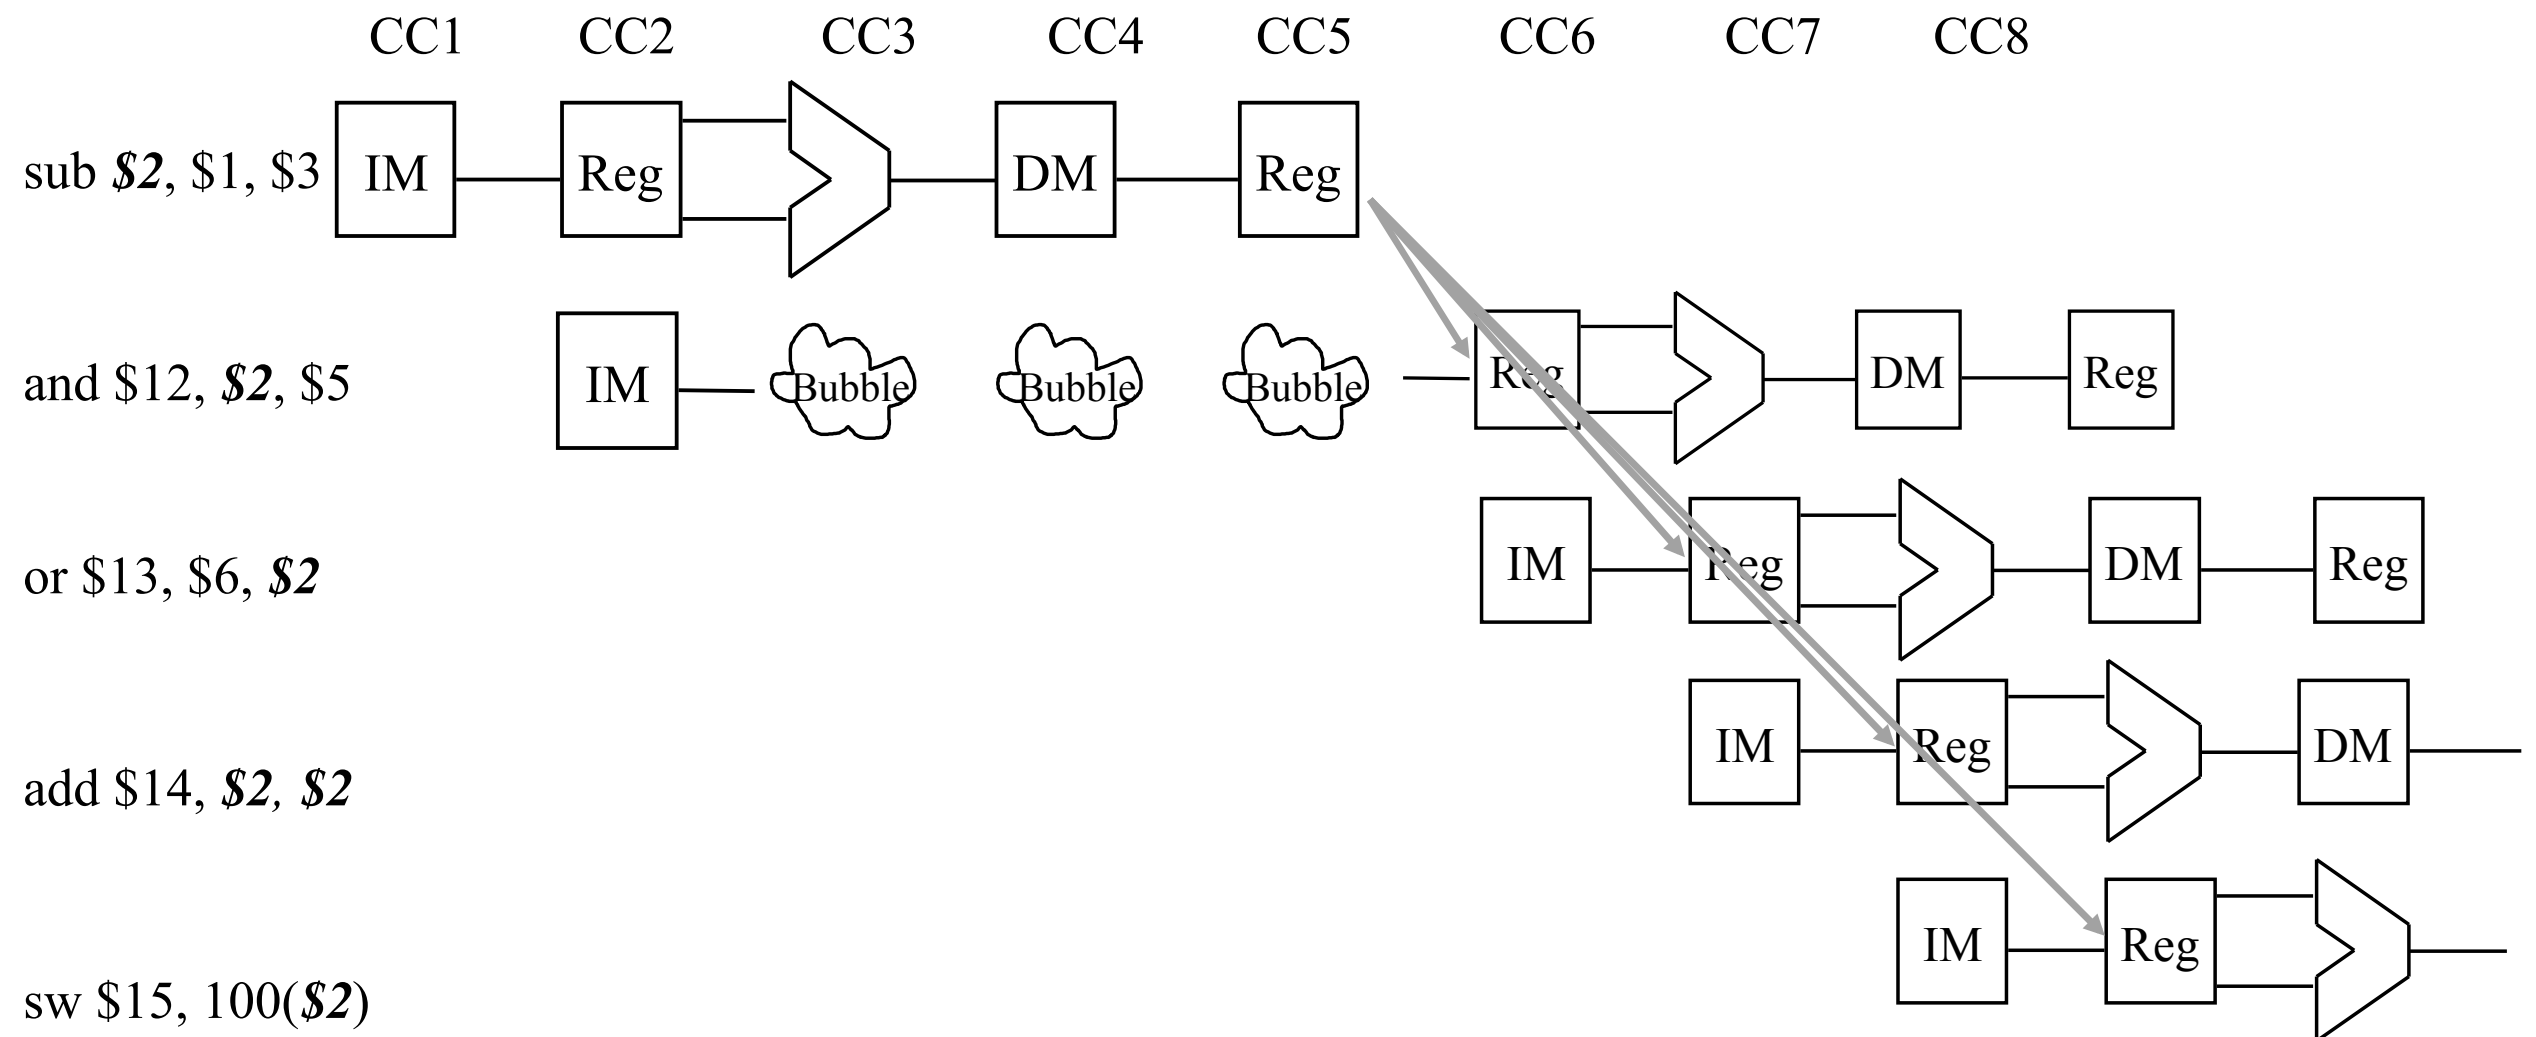 CC1 CC2 CC3 CC4 CC5 CC6 CC7 CC8
sub $2, $1, $3 IM Reg DM Reg
and $12, $2, $5 IM Bubble Bubble Bubble Reg DM Reg
or $13, $6, $2 IM Reg DM Reg
add $14, $2, $2 IM Reg DM
sw $15, 100($2) IM Reg